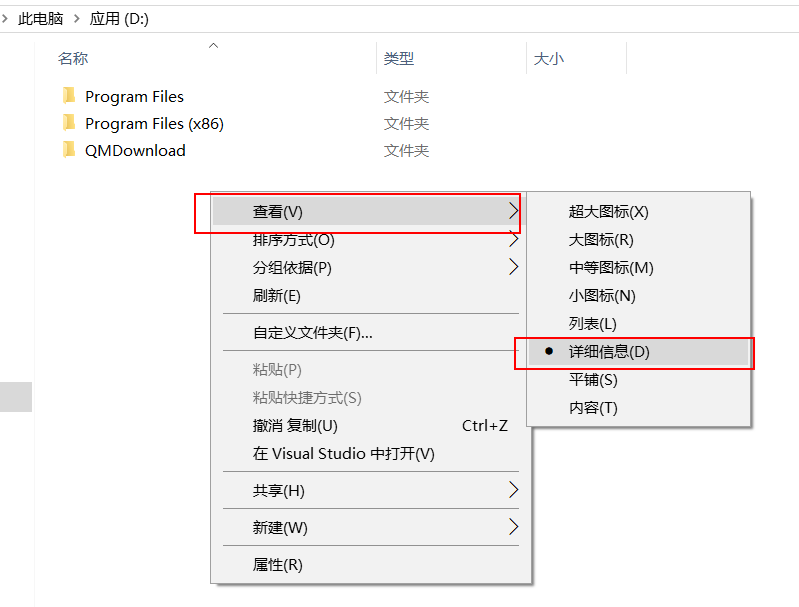 此电脑 > 应用 (D:)
名称 类型 大小
Program Files 文件夹
Program Files (x86) 文件夹
QMDownload 文件夹
查看(V)
排序方式(O)
分组依据(P)
刷新(E)
自定义文件夹(F)...
粘贴(P)
粘贴快捷方式(S)
撤消 复制(U) Ctrl+Z
在 Visual Studio 中打开(V)
共享(H)
新建(W)
属性(R)
超大图标(X)
大图标(R)
中等图标(M)
小图标(N)
列表(L)
详细信息(D)
平铺(S)
内容(T)